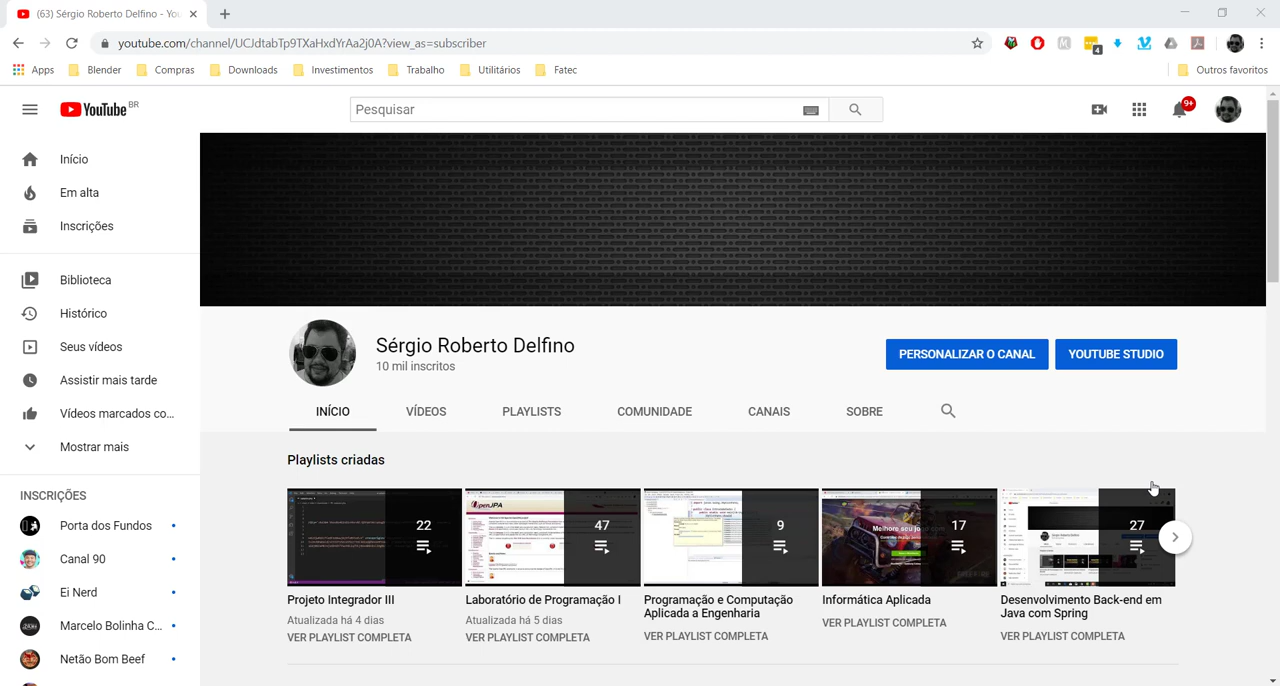 (63) Sérgio Roberto Delfino - You
youtube.com/channel/UCJdtabTp9TXaHxdYrAa2j0A?view_as=subscriber
4
Apps Blender Compras Downloads Investimentos Trabalho Utilitários Fatec Outros favoritos
YouTube BR
Pesquisar
9+
Início
Em alta
Inscrições
Biblioteca
Histórico
Seus vídeos
Assistir mais tarde
Vídeos marcados co...
Mostrar mais
INSCRIÇÕES
Porta dos Fundos
Canal 90
Ei Nerd
Marcelo Bolinha C...
Netão Bom Beef
Sérgio Roberto Delfino
10 mil inscritos
PERSONALIZAR O CANAL YOUTUBE STUDIO
INÍCIO VÍDEOS PLAYLISTS COMUNIDADE CANAIS SOBRE
Playlists criadas
22
Projeto Integrador III
Atualizada há 4 dias
VER PLAYLIST COMPLETA
OpenJPA
47
Laboratório de Programação I
Atualizada há 5 dias
VER PLAYLIST COMPLETA
9
Programação e Computação
Aplicada a Engenharia
VER PLAYLIST COMPLETA
Melhore seu jogo com
17
Informática Aplicada
VER PLAYLIST COMPLETA
27
Desenvolvimento Back-end em
Java com Spring
VER PLAYLIST COMPLETA